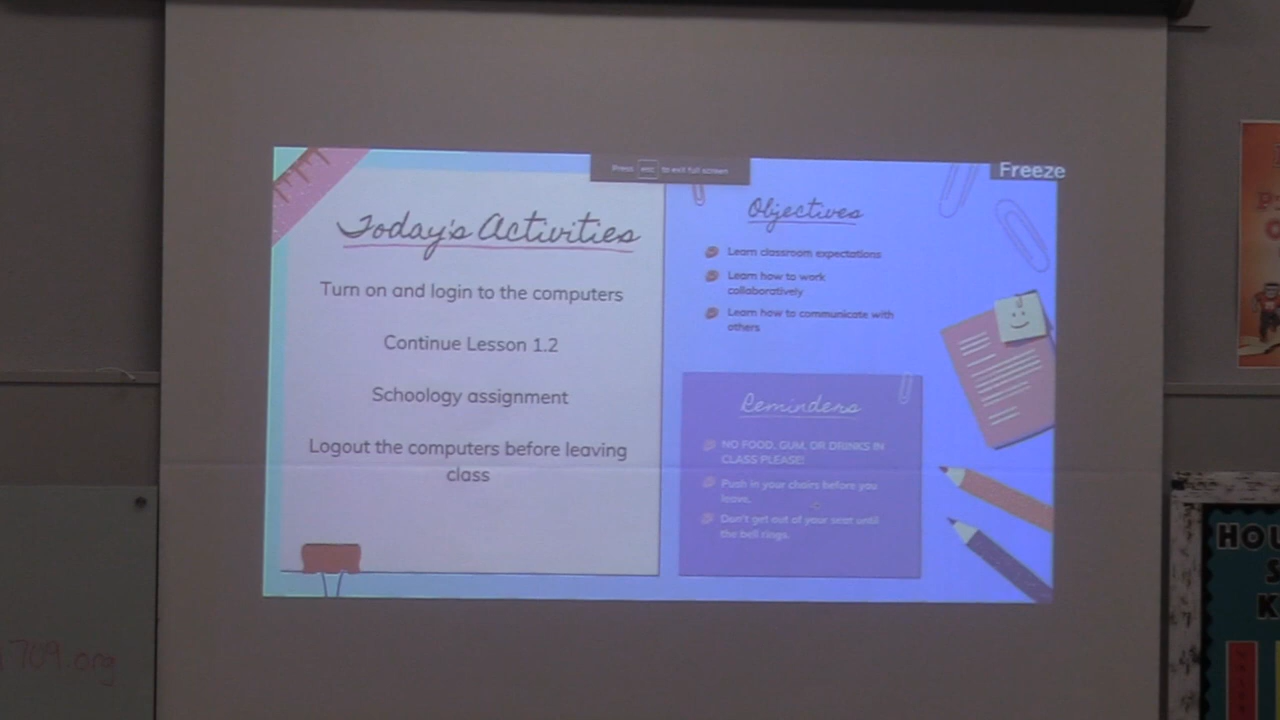 Press esc to exit full screen
Freeze
Today's Activities
Turn on and login to the computers
Continue Lesson 1.2
Schoology assignment
Logout the computers before leaving
class
Objectives
Learn classroom expectations
Learn how to work
collaboratively
Learn how to communicate with
others
Reminders
NO FOOD, GUM, OR DRINKS IN
CLASS PLEASE!
Push in your chairs before you
leave.
Don't get out of your seat until
the bell rings.
709.org